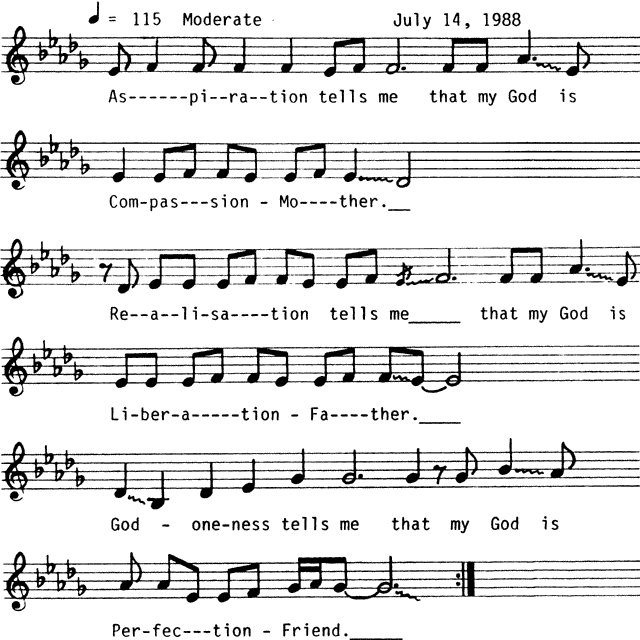 ♩ = 115 Moderate July 14, 1988
As------pi--ra--tion tells me that my God is
Com-pas---sion - Mo----ther.__
Re--a--li-sa----tion tells me_____ that my God is
Li-ber-a-----tion - Fa----ther.____
God - one-ness tells me that my God is
Per-fec---tion - Friend._____